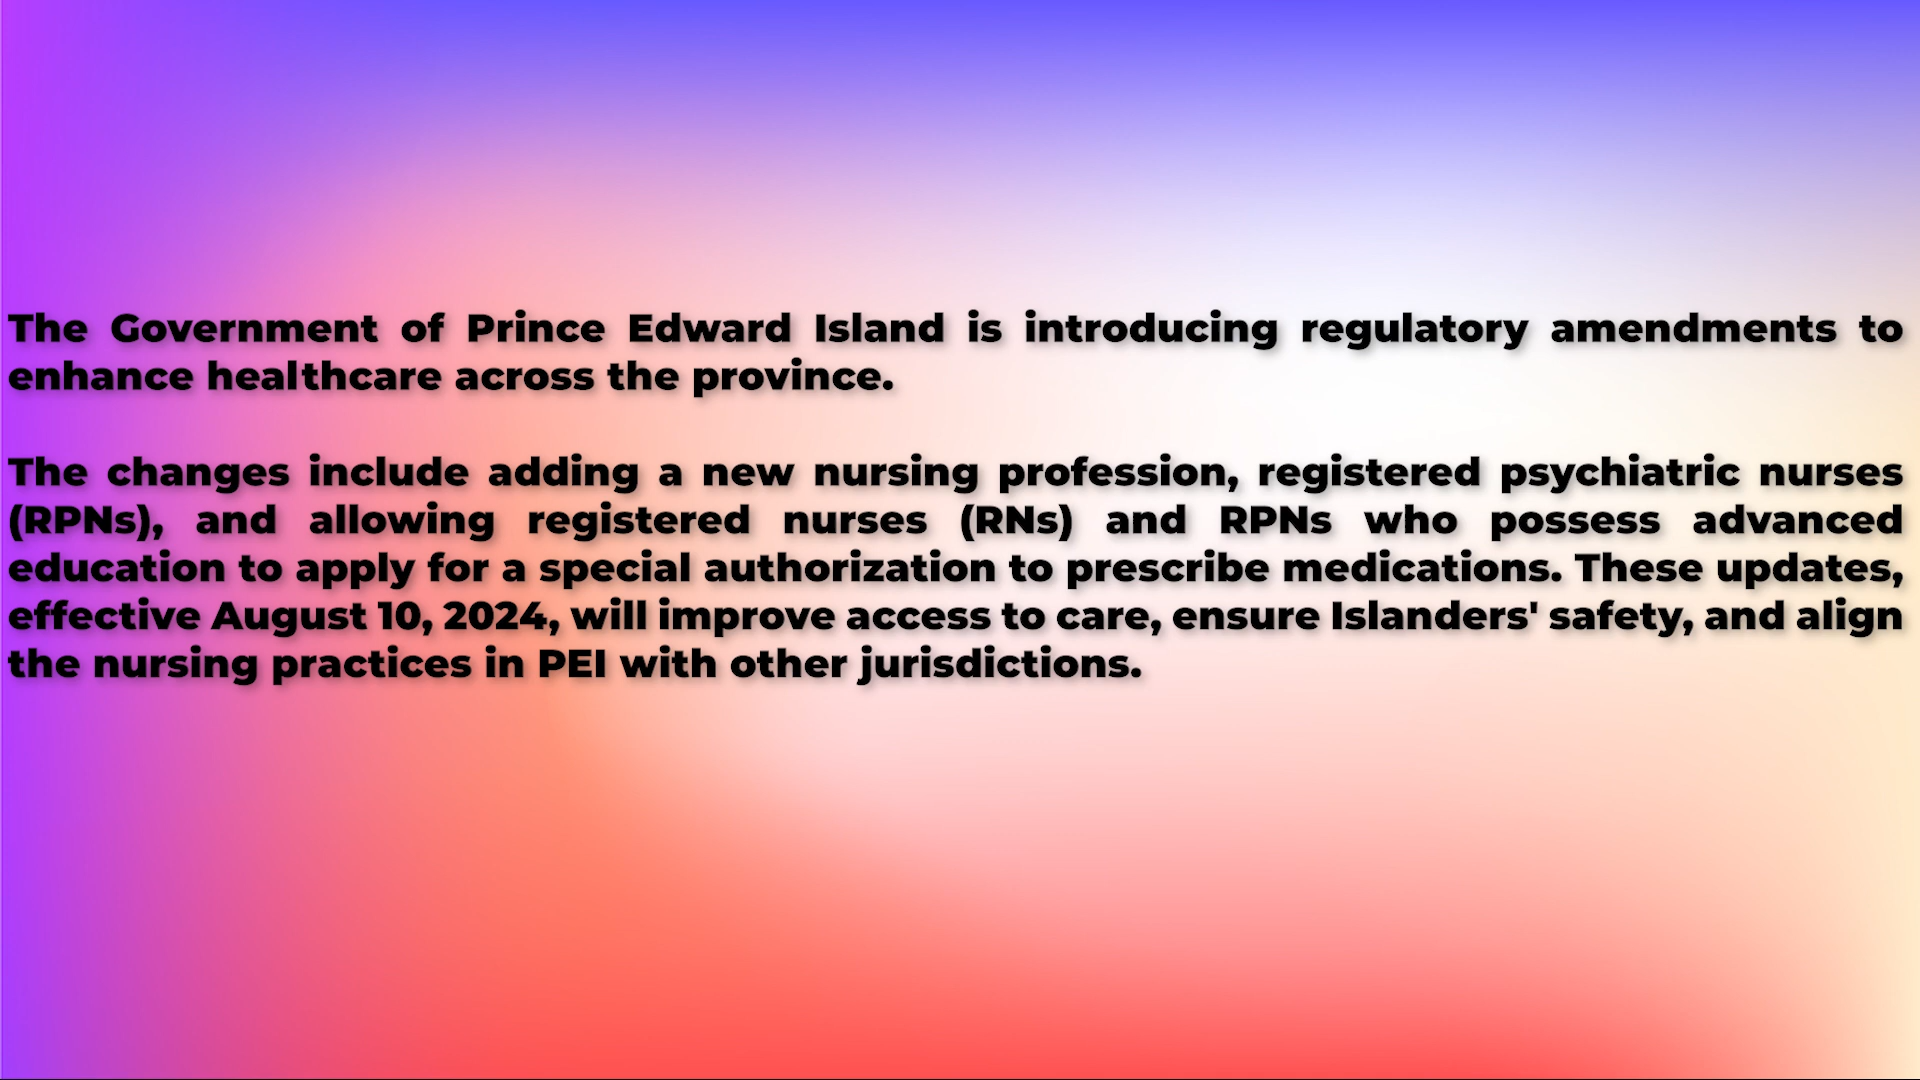 The Government of Prince Edward Island is introducing regulatory amendments to
enhance healthcare across the province.
The changes include adding a new nursing profession, registered psychiatric nurses
(RPNs), and allowing registered nurses (RNs) and RPNs who possess advanced
education to apply for a special authorization to prescribe medications. These updates,
effective August 10, 2024, will improve access to care, ensure Islanders' safety, and align
the nursing practices in PEI with other jurisdictions.